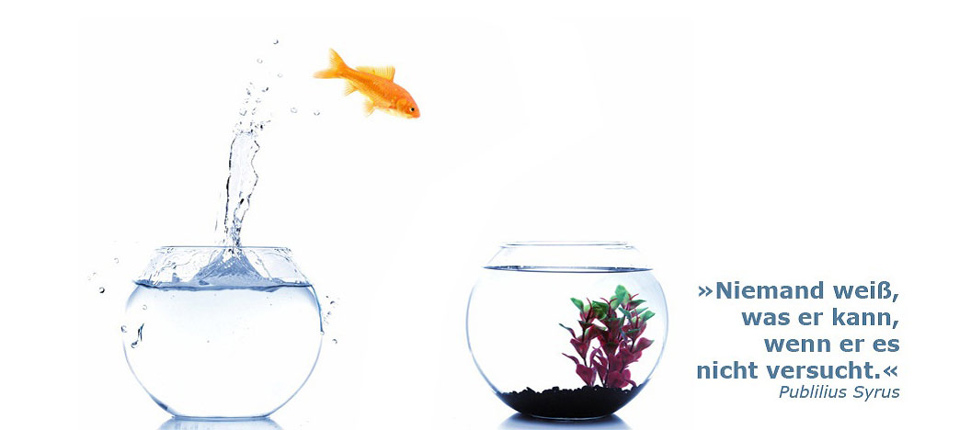 »Niemand weiß,
was er kann,
wenn er es
nicht versucht.«
Publilius Syrus